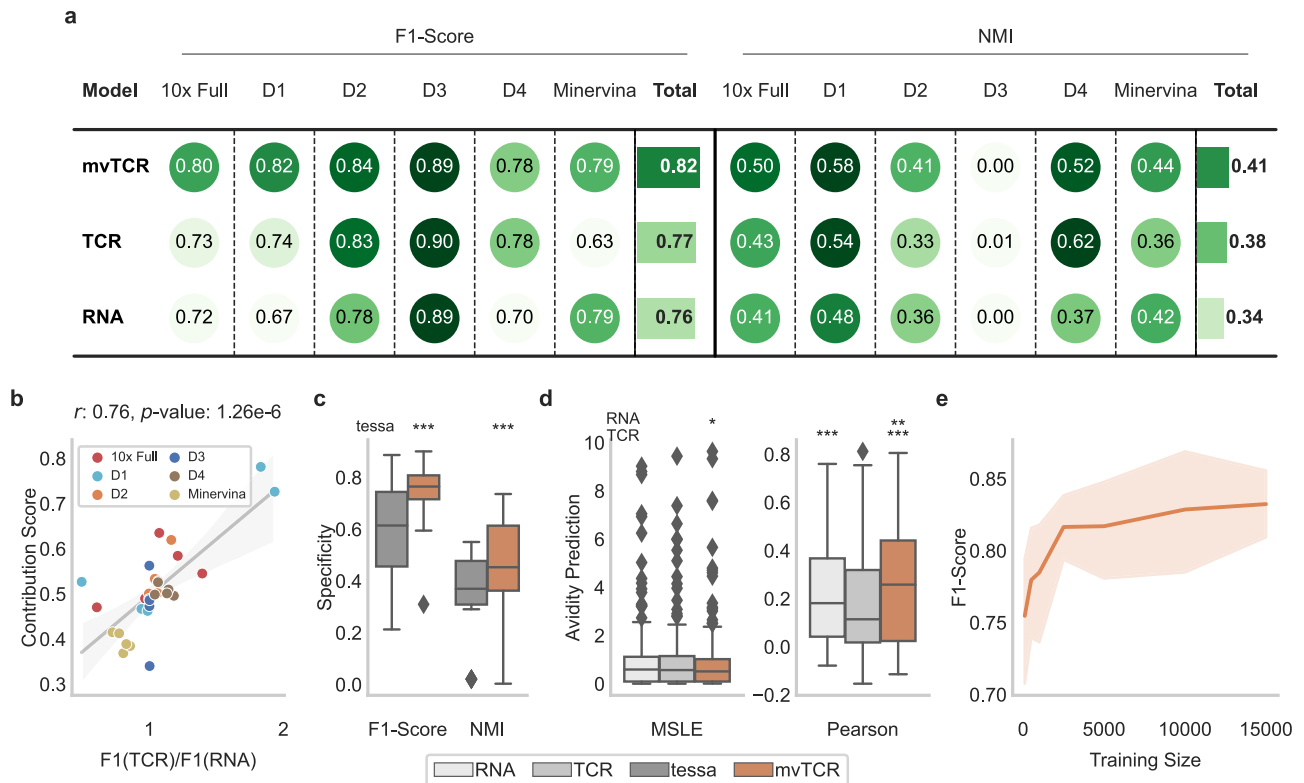 a
F1-Score NMI
Model 10x Full D1 D2 D3 D4 Minervina Total 10x Full D1 D2 D3 D4 Minervina Total
mvTCR 0.80 0.82 0.84 0.89 0.78 0.79 0.82 0.50 0.58 0.41 0.00 0.52 0.44 0.41
TCR 0.73 0.74 0.83 0.90 0.78 0.63 0.77 0.43 0.54 0.33 0.01 0.62 0.36 0.38
RNA 0.72 0.67 0.78 0.89 0.70 0.79 0.76 0.41 0.48 0.36 0.00 0.37 0.42 0.34
b
r: 0.76, p-value: 1.26e-6
Contribution Score
0.8
0.7
0.6
0.5
0.4
0.3
10x Full D3
D1 D4
D2 Minervina
1 2
F1(TCR)/F1(RNA)
c
tessa *** ***
Specificity
0.8
0.6
0.4
0.2
0.0
F1-Score NMI
d
RNA
TCR *
Avidity Prediction
10
8
6
4
2
0
MSLE
*** **
***
0.8
0.6
0.4
0.2
0.0
−0.2
Pearson
RNA TCR tessa mvTCR
e
F1-Score
0.85
0.80
0.75
0.70
0 5000 10000 15000
Training Size